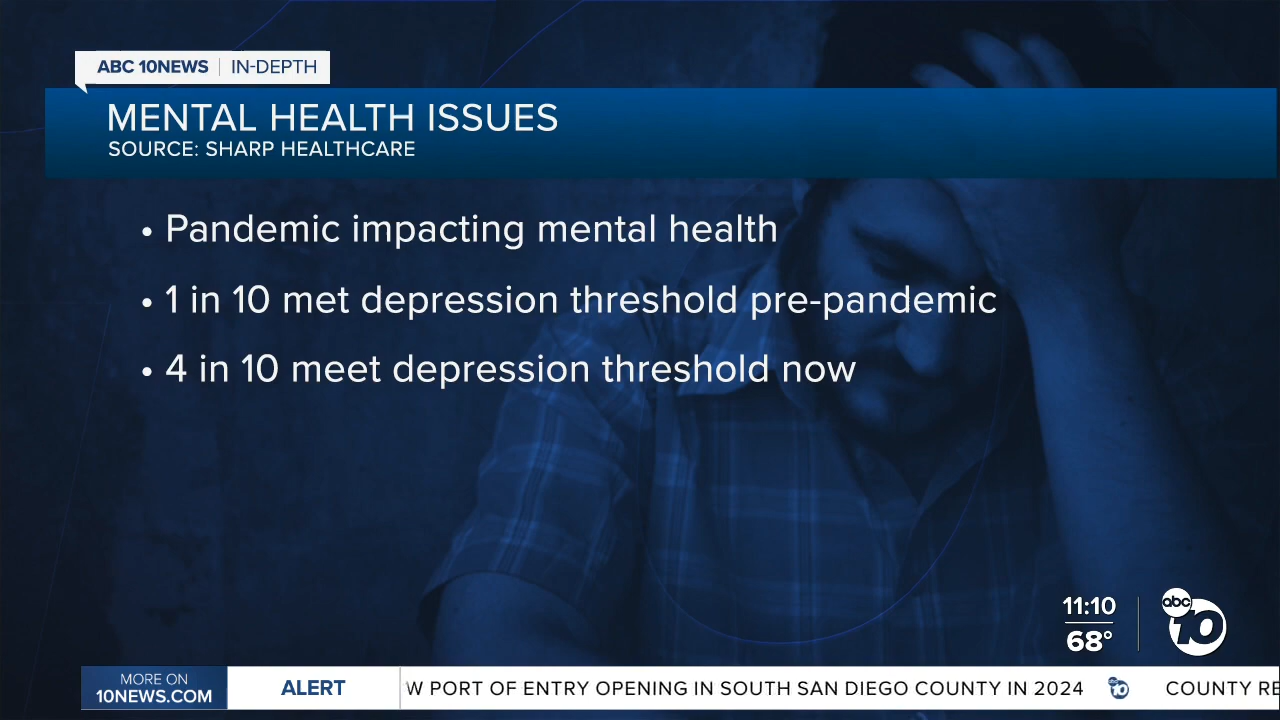 ABC 10NEWS | IN-DEPTH
MENTAL HEALTH ISSUES
SOURCE: SHARP HEALTHCARE
• Pandemic impacting mental health
• 1 in 10 met depression threshold pre-pandemic
• 4 in 10 meet depression threshold now
11:10
68°
abc
10
MORE ON
10NEWS.COM
ALERT
W PORT OF ENTRY OPENING IN SOUTH SAN DIEGO COUNTY IN 2024 abc 10 COUNTY RE